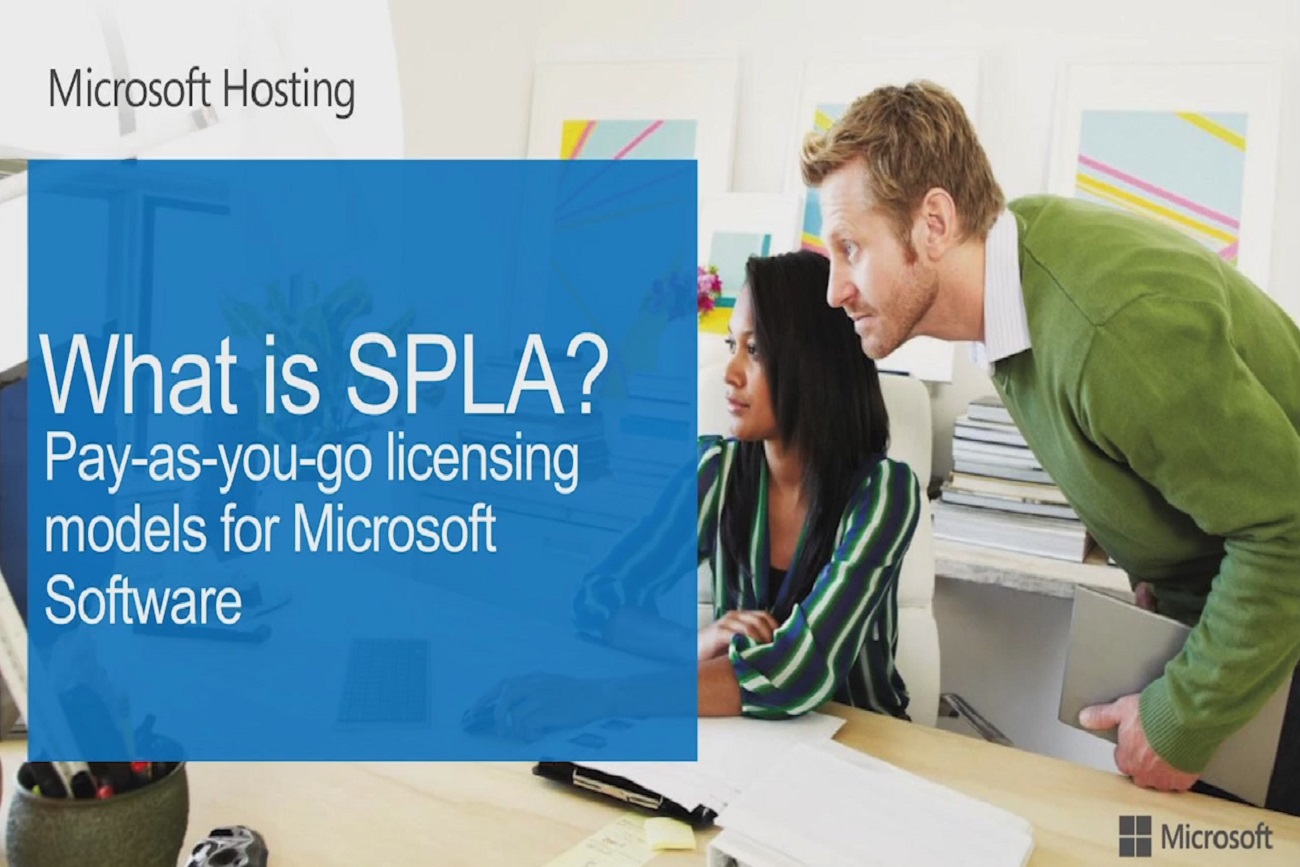 Microsoft Hosting
What is SPLA?
Pay-as-you-go licensing
models for Microsoft
Software
Microsoft